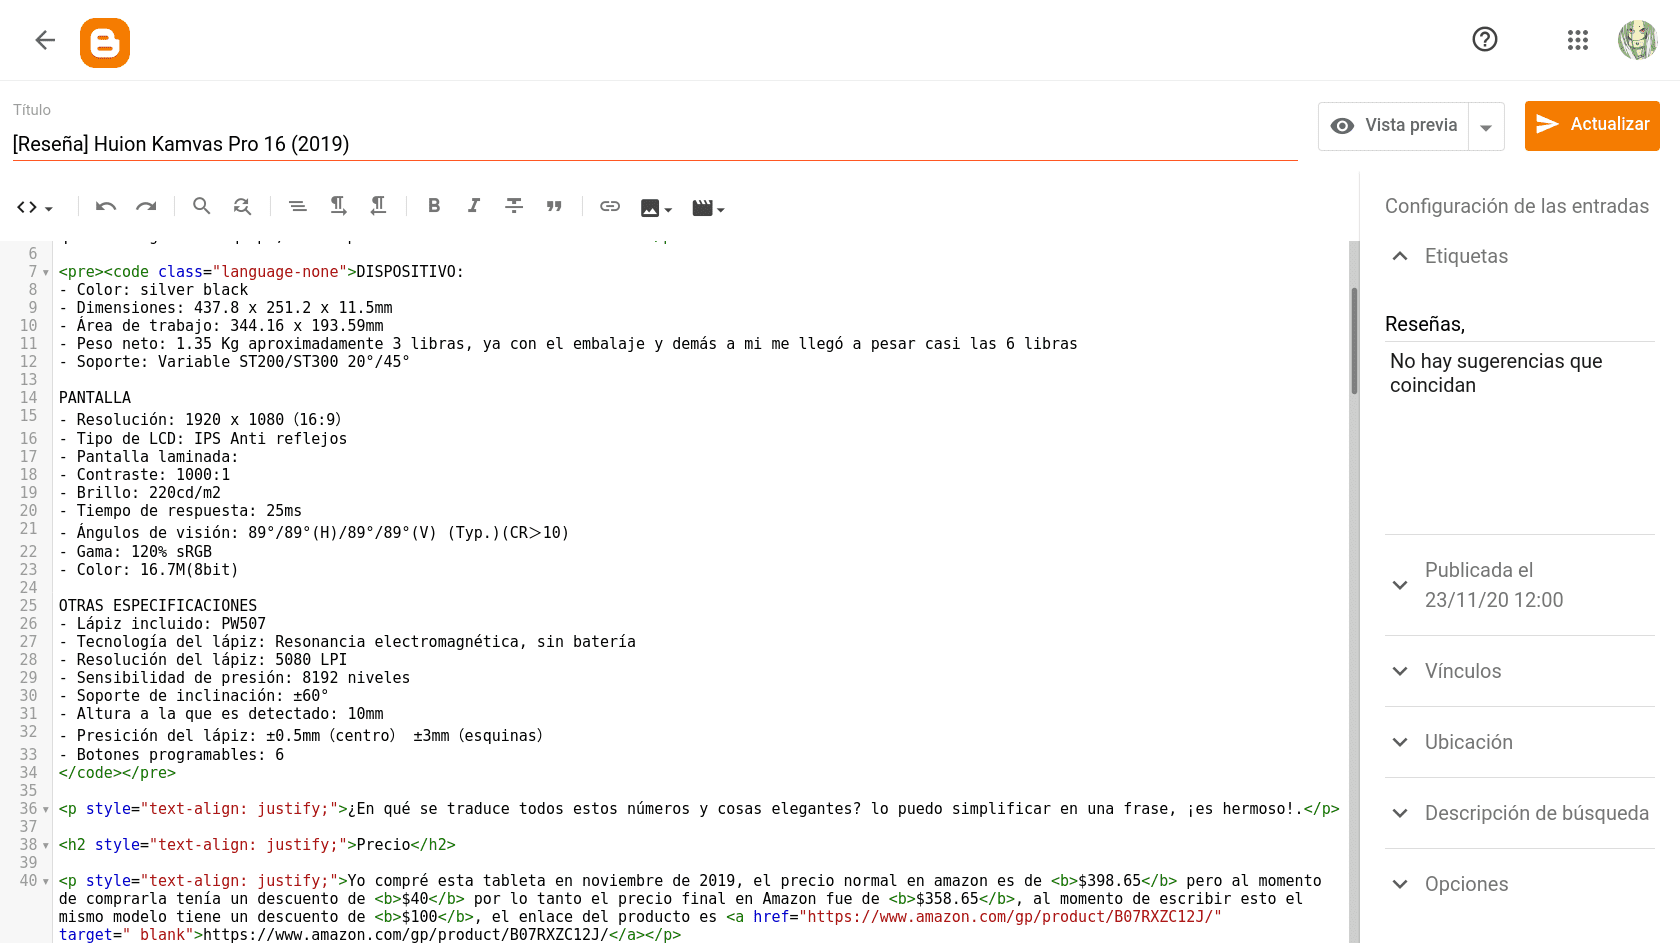 Título
[Reseña] Huion Kamvas Pro 16 (2019)
Vista previa
Actualizar
6
7 <pre><code class="language-none">DISPOSITIVO:
8 - Color: silver black
9 - Dimensiones: 437.8 x 251.2 x 11.5mm
10 - Área de trabajo: 344.16 x 193.59mm
11 - Peso neto: 1.35 Kg aproximadamente 3 libras, ya con el embalaje y demás a mi me llegó a pesar casi las 6 libras
12 - Soporte: Variable ST200/ST300 20°/45°
13
14 PANTALLA
15 - Resolución: 1920 x 1080（16:9）
16 - Tipo de LCD: IPS Anti reflejos
17 - Pantalla laminada:
18 - Contraste: 1000:1
19 - Brillo: 220cd/m2
20 - Tiempo de respuesta: 25ms
21 - Ángulos de visión: 89°/89°(H)/89°/89°(V) (Typ.)(CR＞10)
22 - Gama: 120% sRGB
23 - Color: 16.7M(8bit)
24
25 OTRAS ESPECIFICACIONES
26 - Lápiz incluido: PW507
27 - Tecnología del lápiz: Resonancia electromagnética, sin batería
28 - Resolución del lápiz: 5080 LPI
29 - Sensibilidad de presión: 8192 niveles
30 - Soporte de inclinación: ±60°
31 - Altura a la que es detectado: 10mm
32 - Presición del lápiz: ±0.5mm（centro） ±3mm（esquinas）
33 - Botones programables: 6
34 </code></pre>
35
36 <p style="text-align: justify;">¿En qué se traduce todos estos números y cosas elegantes? lo puedo simplificar en una frase, ¡es hermoso!.</p>
37
38 <h2 style="text-align: justify;">Precio</h2>
39
40 <p style="text-align: justify;">Yo compré esta tableta en noviembre de 2019, el precio normal en amazon es de <b>$398.65</b> pero al momento
de comprarla tenía un descuento de <b>$40</b> por lo tanto el precio final en Amazon fue de <b>$358.65</b>, al momento de escribir esto el
mismo modelo tiene un descuento de <b>$100</b>, el enlace del producto es <a href="https://www.amazon.com/gp/product/B07RXZC12J/"
target="_blank">https://www.amazon.com/gp/product/B07RXZC12J/</a></p>
Configuración de las entradas
Etiquetas
Reseñas,
No hay sugerencias que
coincidan
Publicada el
23/11/20 12:00
Vínculos
Ubicación
Descripción de búsqueda
Opciones